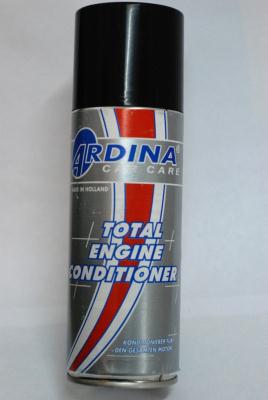 ARDINA®
CAR CARE
MADE IN HOLLAND
TOTAL
ENGINE
CONDITIONER
KONDITIONIERER FÜR
DEN GESAMTEN MOTOR